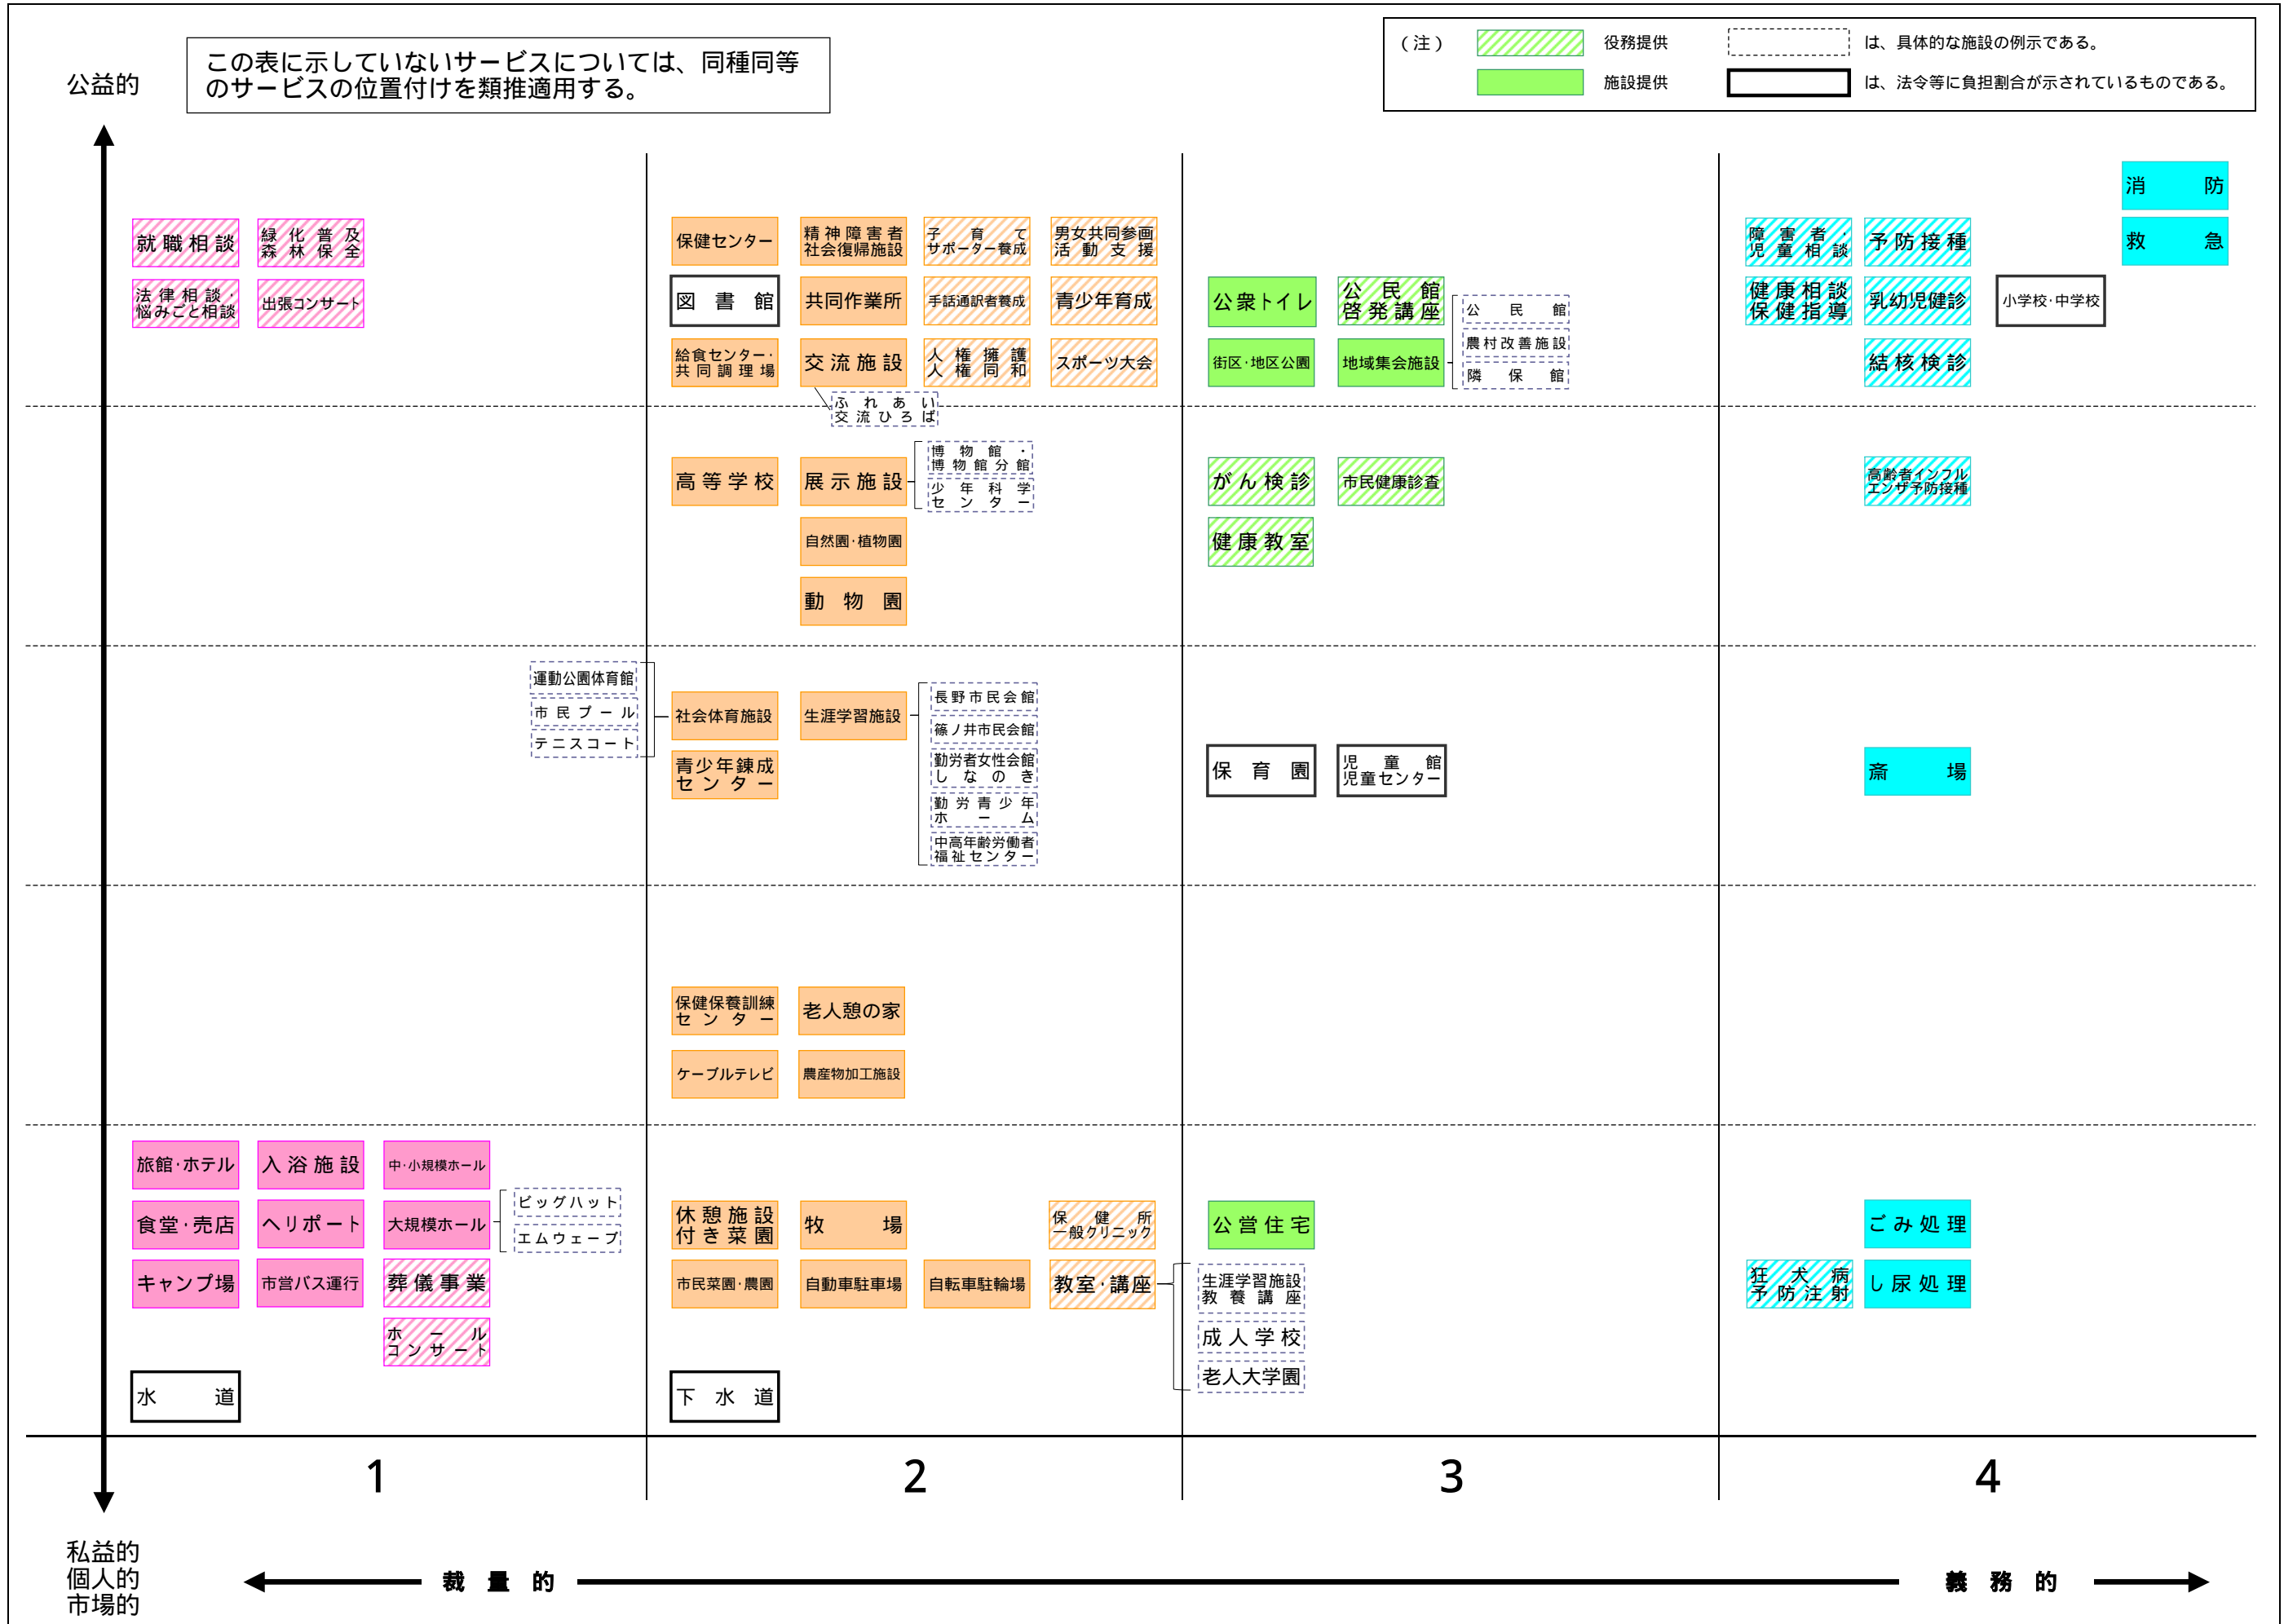 公益的
この表に示していないサービスについては、同種同等
のサービスの位置付けを類推適用する。
（注）
役務提供
は、具体的な施設の例示である。
施設提供
は、法令等に負担割合が示されているものである。
就職相談
緑化普及
森林保全
法律相談・
悩みごと相談
出張コンサート
保健センター
精神障害者
社会復帰施設
子育て
サポーター養成
男女共同参画
活動支援
図書館
共同作業所
手話通訳者養成
青少年育成
給食センター・
共同調理場
交流施設
人権擁護
人権同和
スポーツ大会
ふれあい
交流ひろば
公衆トイレ
公民館
啓発講座
街区・地区公園
地域集会施設
公民館
農村改善施設
隣保館
消防
救急
障害者・
児童相談
予防接種
健康相談
保健指導
乳幼児健診
小学校・中学校
結核検診
高等学校
展示施設
博物館・
博物館分館
少年科学
センター
自然園・植物園
動物園
がん検診
市民健康診査
健康教室
高齢者インフル
エンザ予防接種
運動公園体育館
市民プール
テニスコート
社会体育施設
生涯学習施設
青少年錬成
センター
長野市民会館
篠ノ井市民会館
勤労者女性会館
しなのき
勤労青少年
ホーム
中高年齢労働者
福祉センター
保育園
児童館
児童センター
斎場
保健保養訓練
センター
老人憩の家
ケーブルテレビ
農産物加工施設
旅館・ホテル
入浴施設
中・小規模ホール
食堂・売店
ヘリポート
大規模ホール
ビッグハット
エムウェーブ
キャンプ場
市営バス運行
葬儀事業
ホール
コンサート
水道
休憩施設
付き菜園
牧場
保健所
一般クリニック
市民菜園・農園
自動車駐車場
自転車駐輪場
教室・講座
下水道
公営住宅
生涯学習施設
教養講座
成人学校
老人大学園
ごみ処理
狂犬病
予防注射
し尿処理
1
2
3
4
私益的
個人的
市場的
裁量的
義務的